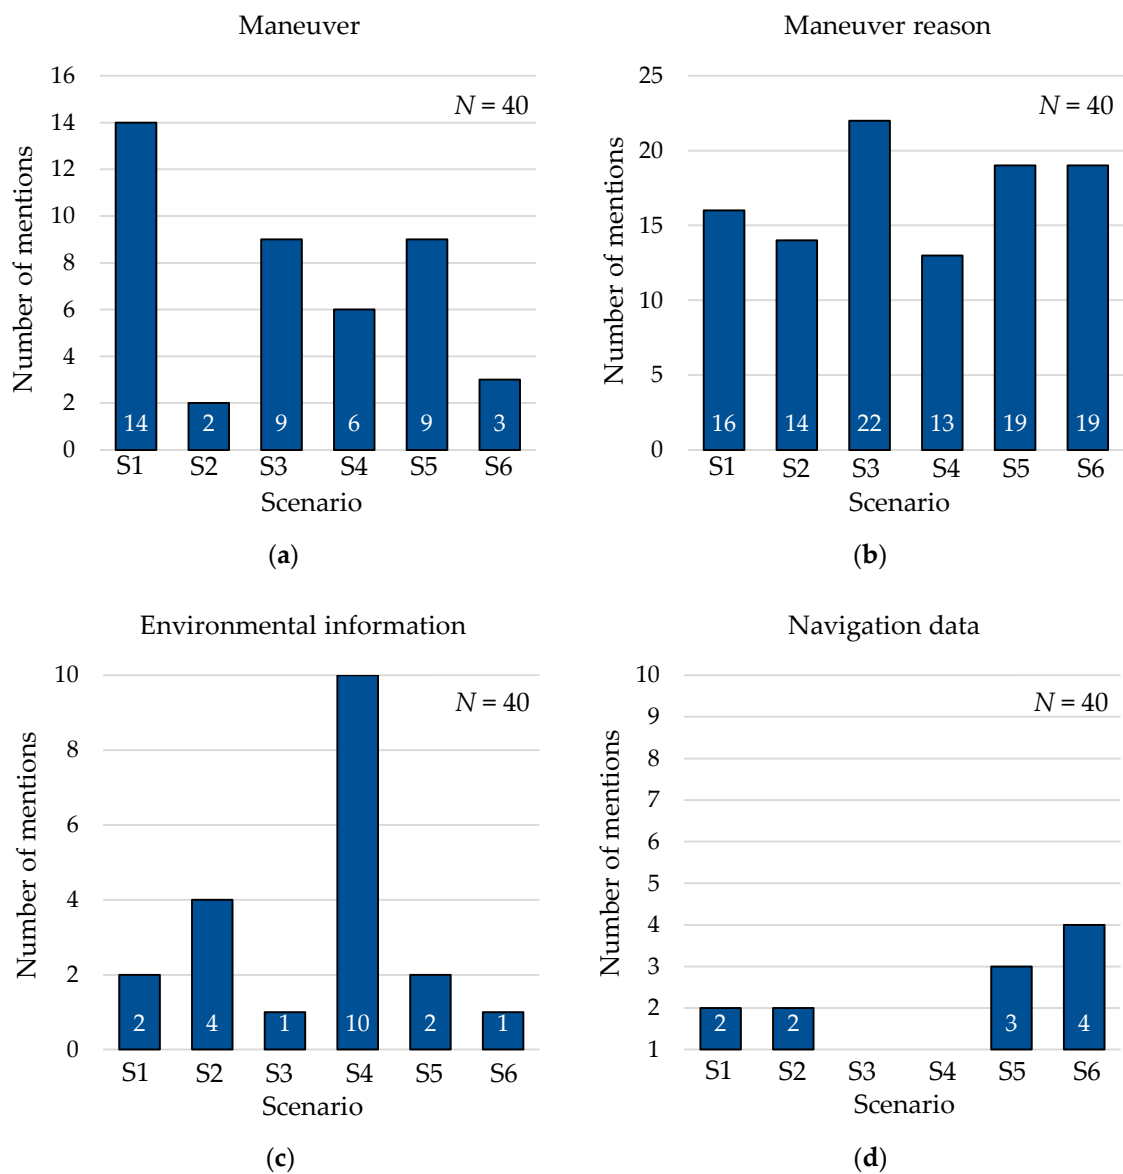 Maneuver
N = 40
Number of mentions
16
14
12
10
8
6
4
2
0
14
2
9
6
9
3
S1 S2 S3 S4 S5 S6
Scenario
(a)
Maneuver reason
N = 40
Number of mentions
25
20
15
10
5
0
16
14
22
13
19
19
S1 S2 S3 S4 S5 S6
Scenario
(b)
Environmental information
N = 40
Number of mentions
10
8
6
4
2
0
2
4
1
10
2
1
S1 S2 S3 S4 S5 S6
Scenario
(c)
Navigation data
N = 40
Number of mentions
10
9
8
7
6
5
4
3
2
1
2
2
3
4
S1 S2 S3 S4 S5 S6
Scenario
(d)